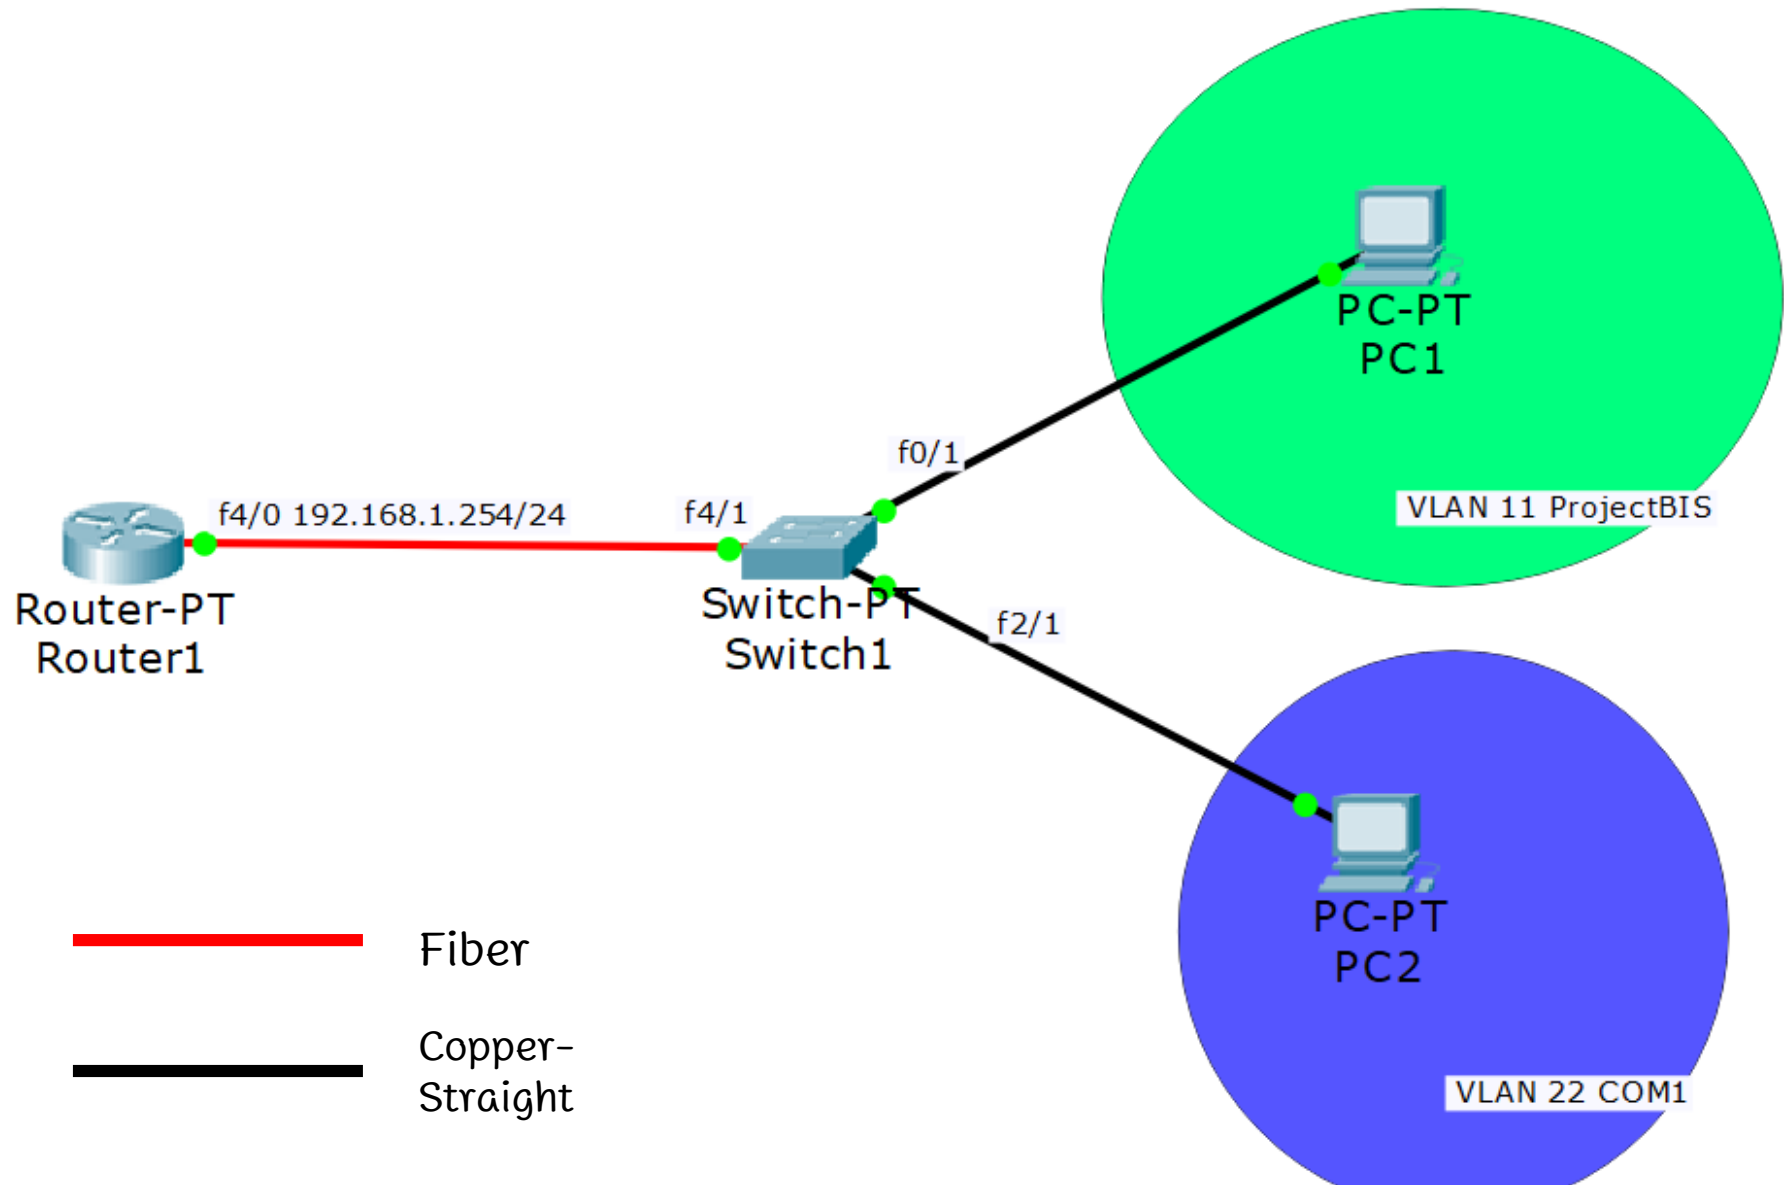 PC-PT
PC1
f0/1
VLAN 11 ProjectBIS
f4/0 192.168.1.254/24
f4/1
Router-PT
Router1
Switch-PT
Switch1
f2/1
PC-PT
PC2
Fiber
Copper-
Straight
VLAN 22 COM1